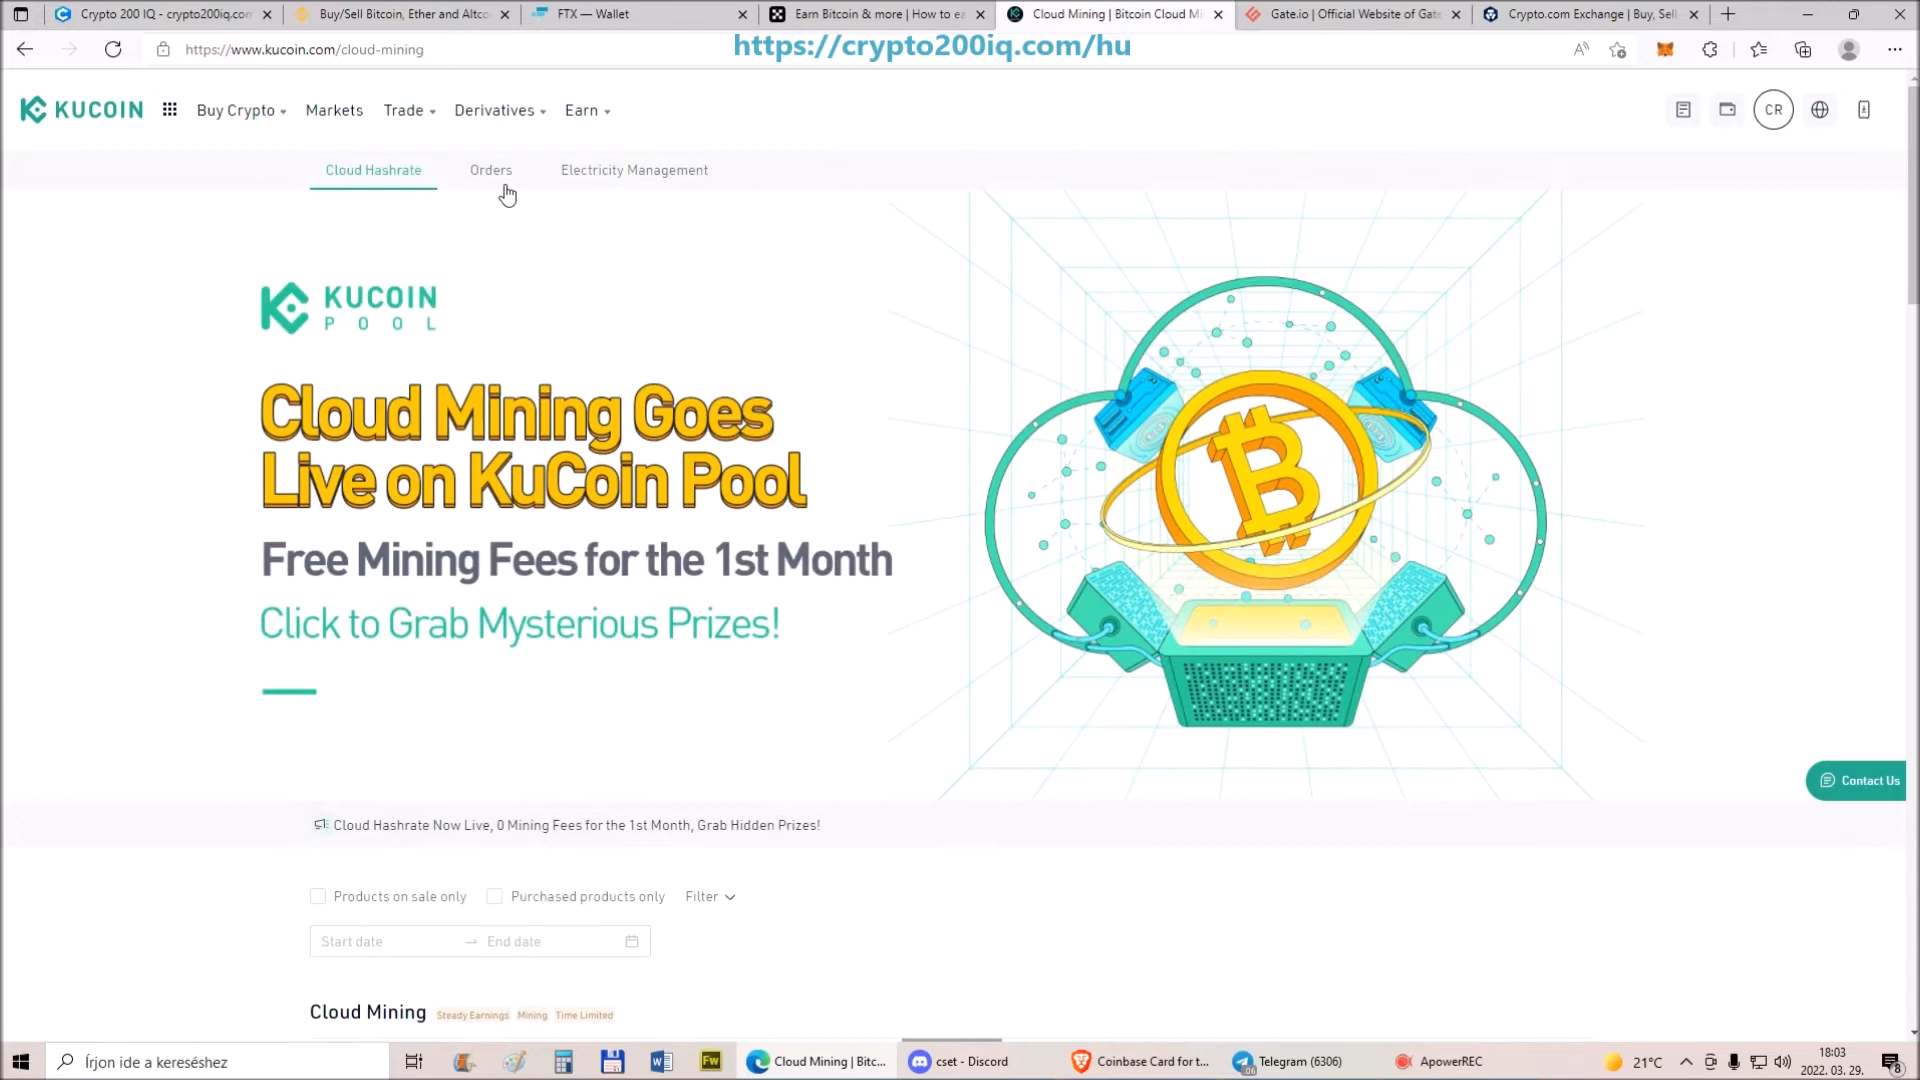 Crypto 200 IQ - crypto200iq.com
Buy/Sell Bitcoin, Ether and Altco
FTX — Wallet
Earn Bitcoin & more | How to ea
Cloud Mining | Bitcoin Cloud Mi
Gate.io | Official Website of Gate
Crypto.com Exchange | Buy, Sell
https://www.kucoin.com/cloud-mining
https://crypto200iq.com/hu
KUCOIN
Buy Crypto
Markets
Trade
Derivatives
Earn
CR
Cloud Hashrate
Orders
Electricity Management
KUCOIN
POOL
Cloud Mining Goes
Live on KuCoin Pool
Free Mining Fees for the 1st Month
Click to Grab Mysterious Prizes!
Contact Us
Cloud Hashrate Now Live, 0 Mining Fees for the 1st Month, Grab Hidden Prizes!
Products on sale only
Purchased products only
Filter
Start date
End date
Cloud Mining
Steady Earnings
Mining
Time Limited
Írjon ide a kereséshez
Fw
Cloud Mining | Bitc...
cset - Discord
Coinbase Card for t...
Telegram (6306)
ApowerREC
21°C
18:03
2022. 03. 29.
8